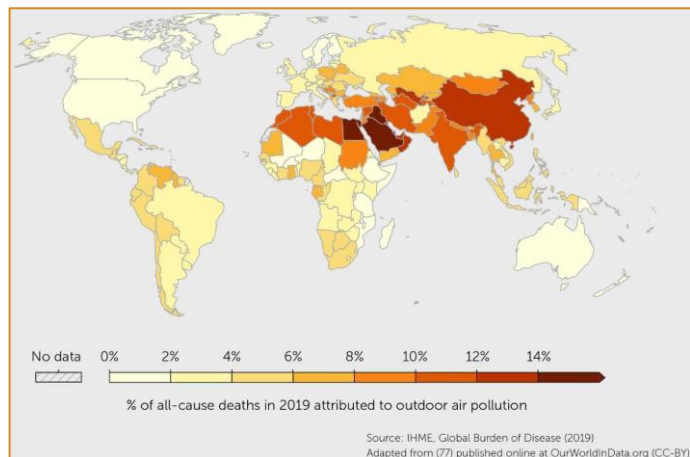 No data 0% 2% 4% 6% 8% 10% 12% 14%
% of all-cause deaths in 2019 attributed to outdoor air pollution
Source: IHME, Global Burden of Disease (2019)
Adapted from (77) published online at OurWorldInData.org (CC-BY)